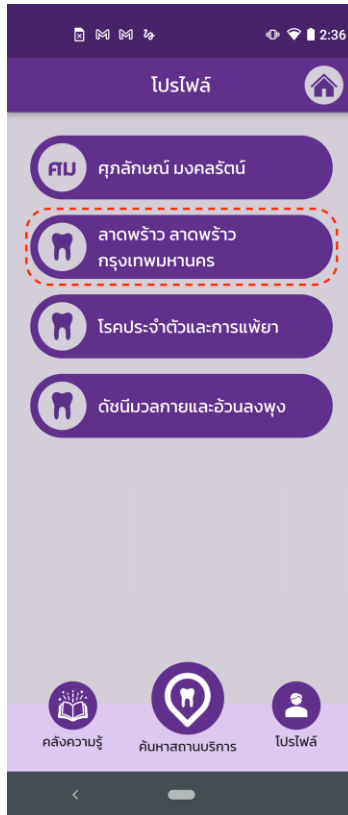 2:36
โปรไฟล์
ศม
ศุภลักษณ์ มงคลรัตน์
ลาดพร้าว ลาดพร้าว
กรุงเทพมหานคร
โรคประจำตัวและการแพ้ยา
ดัชนีมวลกายและอ้วนลงพุง
คลังความรู้
ค้นหาสถานบริการ
โปรไฟล์